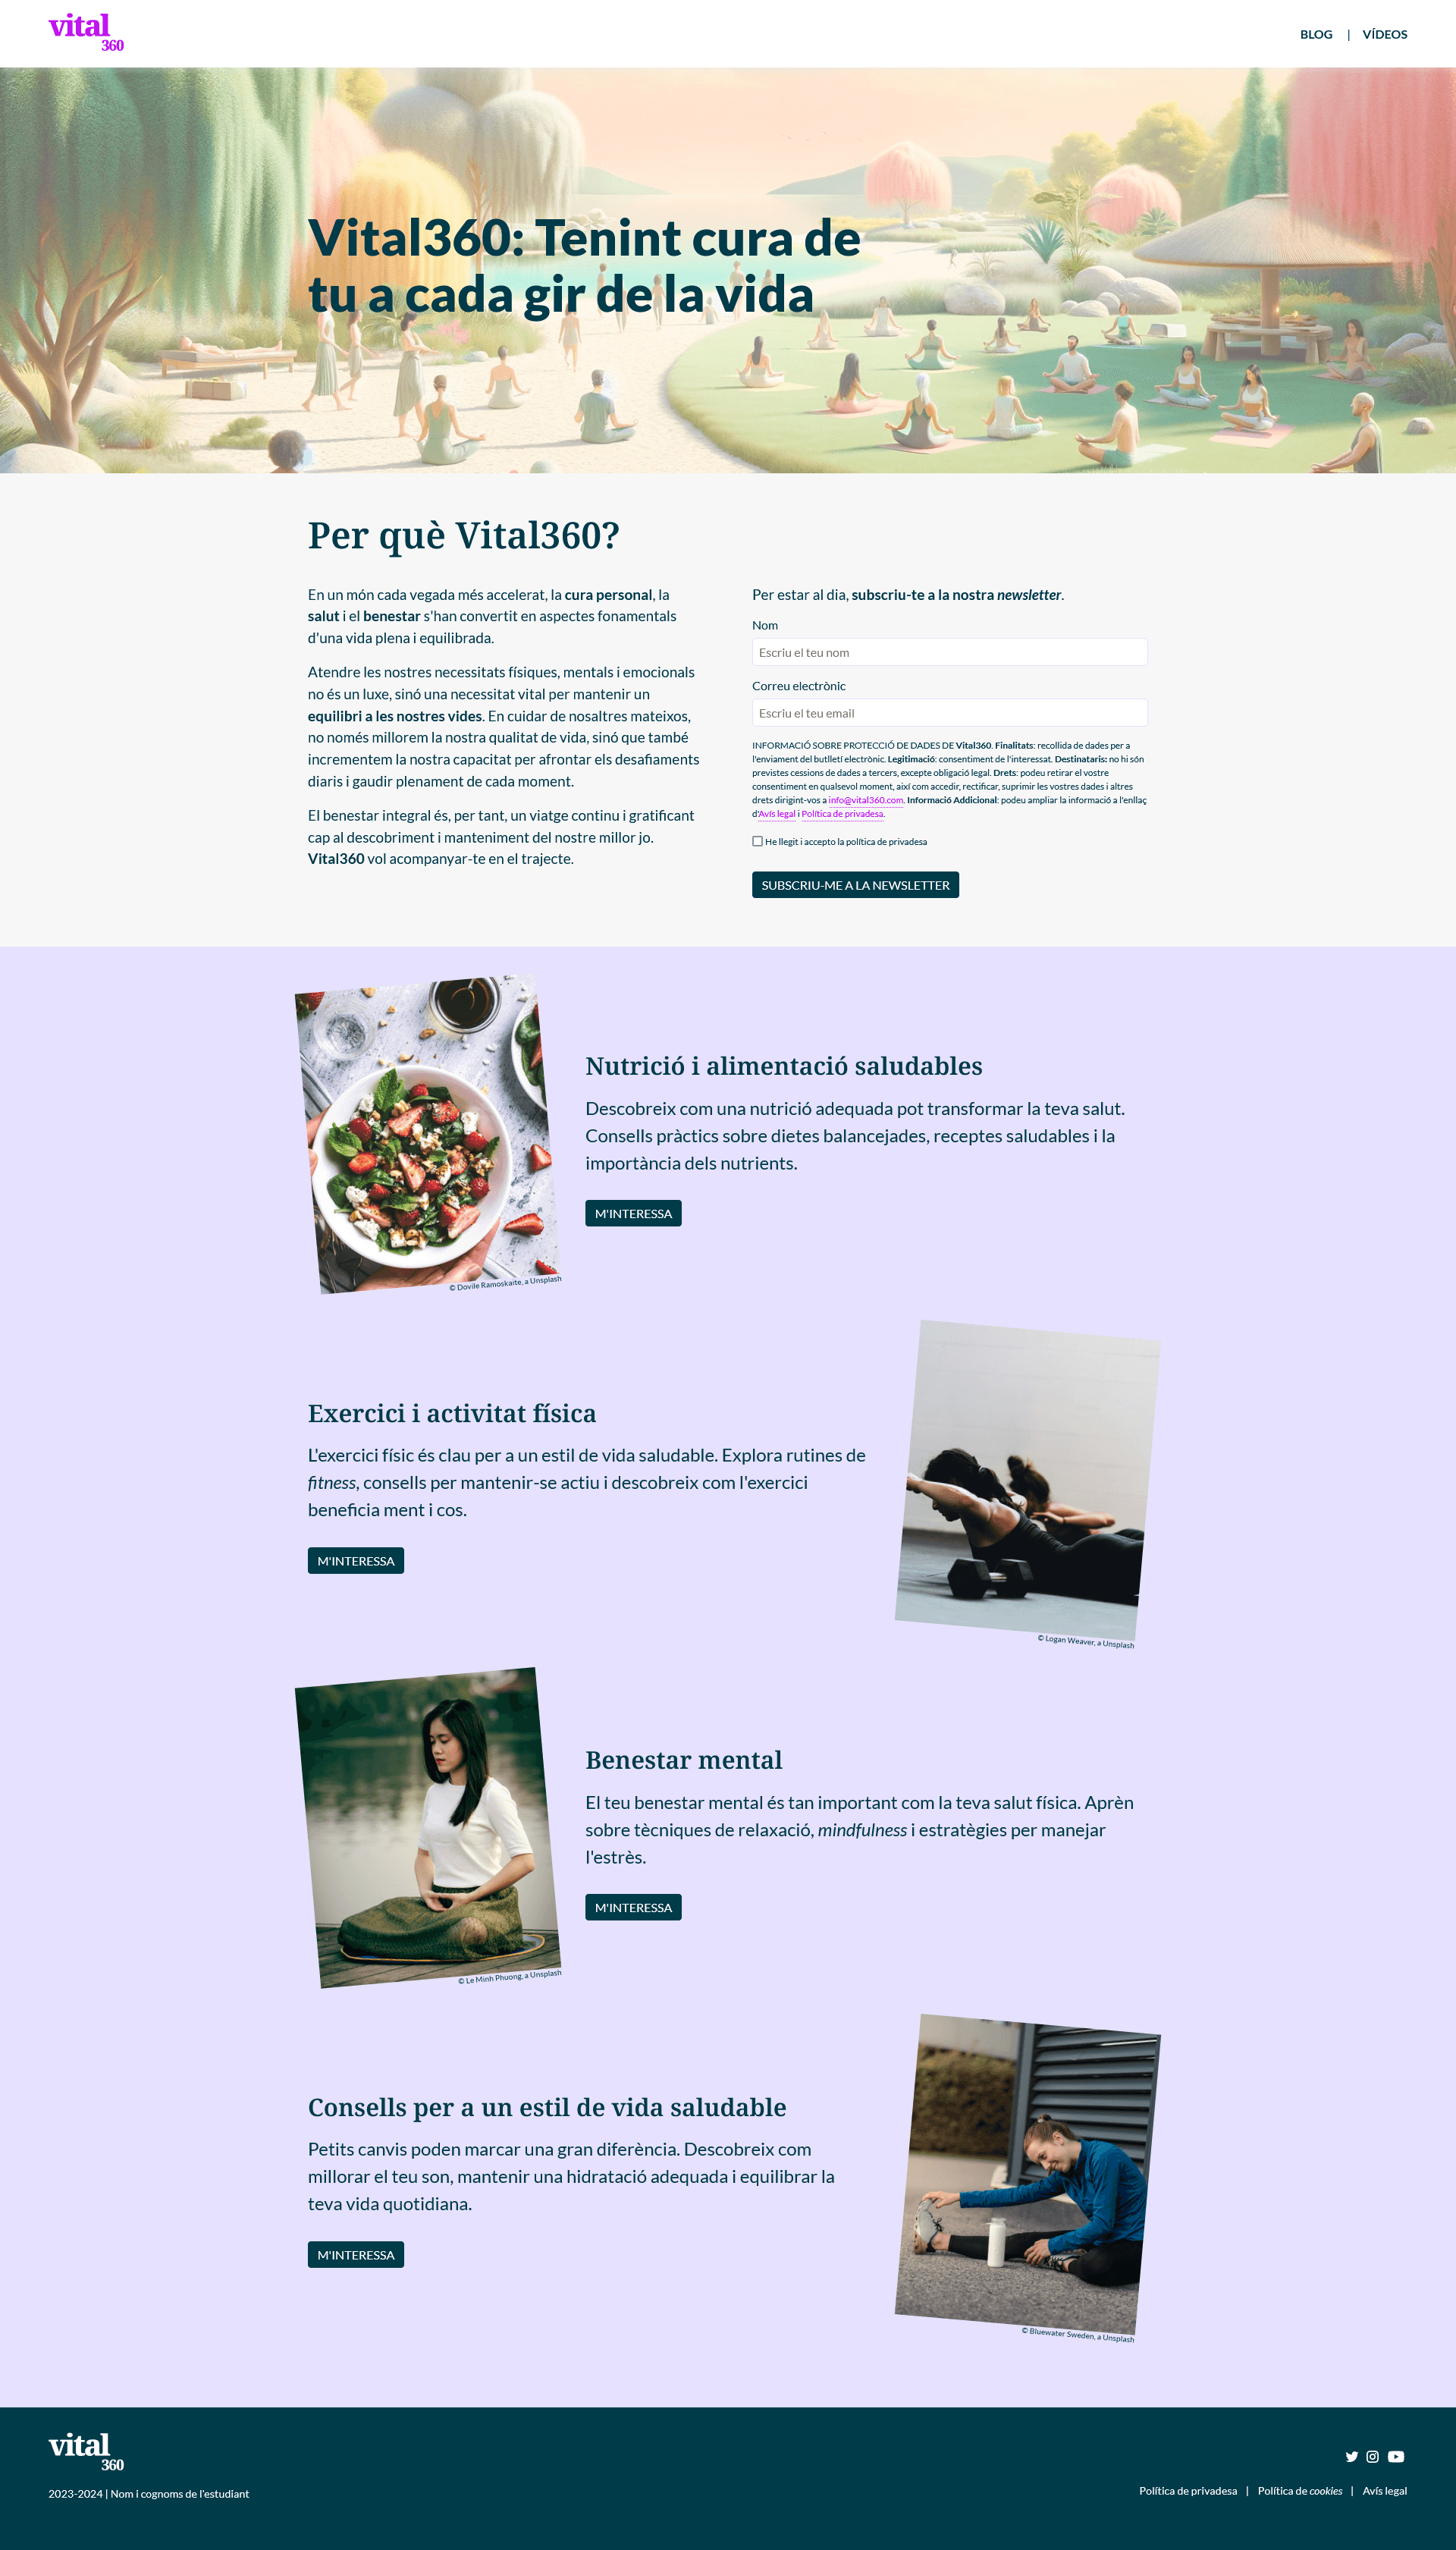 vital
360
BLOG | VÍDEOS
Vital360: Tenint cura de
tu a cada gir de la vida
Per què Vital360?
En un món cada vegada més accelerat, la cura personal, la
salut i el benestar s'han convertit en aspectes fonamentals
d'una vida plena i equilibrada.
Atendre les nostres necessitats físiques, mentals i emocionals
no és un luxe, sinó una necessitat vital per mantenir un
equilibri a les nostres vides. En cuidar de nosaltres mateixos,
no només millorem la nostra qualitat de vida, sinó que també
incrementem la nostra capacitat per afrontar els desafiaments
diaris i gaudir plenament de cada moment.
El benestar integral és, per tant, un viatge continu i gratificant
cap al descobriment i manteniment del nostre millor jo.
Vital360 vol acompanyar-te en el trajecte.
Per estar al dia, subscriu-te a la nostra newsletter.
Nom
Escriu el teu nom
Correu electrònic
Escriu el teu email
INFORMACIÓ SOBRE PROTECCIÓ DE DADES DE Vital360. Finalitats: recollida de dades per a
l'enviament del butlletí electrònic. Legitimació: consentiment de l'interessat. Destinataris: no hi són
previstes cessions de dades a tercers, excepte obligació legal. Drets: podeu retirar el vostre
consentiment en qualsevol moment, així com accedir, rectificar, suprimir les vostres dades i altres
drets dirigint-vos a info@vital360.com. Informació Addicional: podeu ampliar la informació a l'enllaç
d'Avís legal i Política de privadesa.
He llegit i accepto la política de privadesa
SUBSCRIU-ME A LA NEWSLETTER
Nutrició i alimentació saludables
Descobreix com una nutrició adequada pot transformar la teva salut.
Consells pràctics sobre dietes balancejades, receptes saludables i la
importància dels nutrients.
M'INTERESSA
© Dovile Ramoskaite, a Unsplash
Exercici i activitat física
L'exercici físic és clau per a un estil de vida saludable. Explora rutines de
fitness, consells per mantenir-se actiu i descobreix com l'exercici
beneficia ment i cos.
M'INTERESSA
© Logan Weaver, a Unsplash
Benestar mental
El teu benestar mental és tan important com la teva salut física. Aprèn
sobre tècniques de relaxació, mindfulness i estratègies per manejar
l'estrès.
M'INTERESSA
© Le Minh Phuong, a Unsplash
Consells per a un estil de vida saludable
Petits canvis poden marcar una gran diferència. Descobreix com
millorar el teu son, mantenir una hidratació adequada i equilibrar la
teva vida quotidiana.
M'INTERESSA
© Bluewater Sweden, a Unsplash
vital
360
2023-2024 | Nom i cognoms de l'estudiant
Política de privadesa | Política de cookies | Avís legal